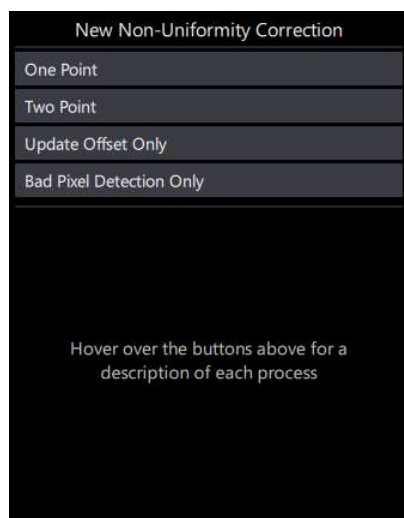 New Non-Uniformity Correction
One Point
Two Point
Update Offset Only
Bad Pixel Detection Only
Hover over the buttons above for a
description of each process